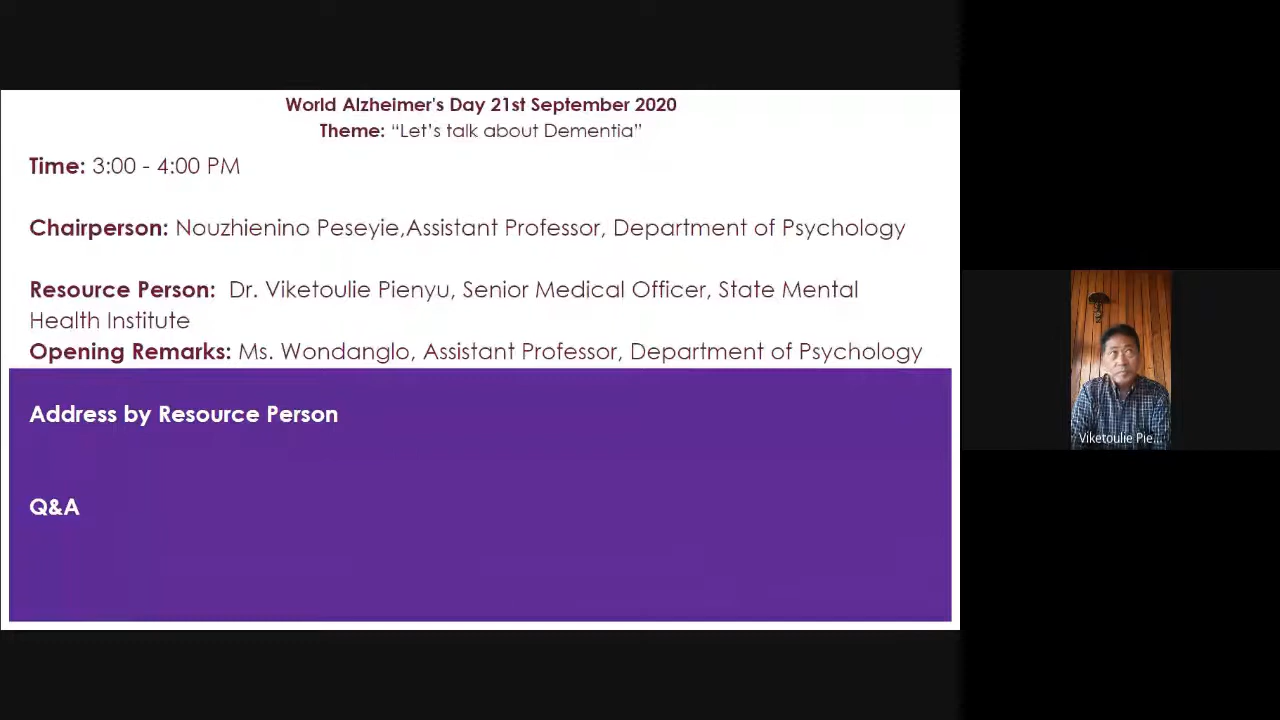 World Alzheimer's Day 21st September 2020
Theme: “Let’s talk about Dementia”
Time: 3:00 - 4:00 PM
Chairperson: Nouzhienino Peseyie,Assistant Professor, Department of Psychology
Resource Person: Dr. Viketoulie Pienyu, Senior Medical Officer, State Mental
Health Institute
Opening Remarks: Ms. Wondanglo, Assistant Professor, Department of Psychology
Address by Resource Person
Q&A
Viketoulie Pie...